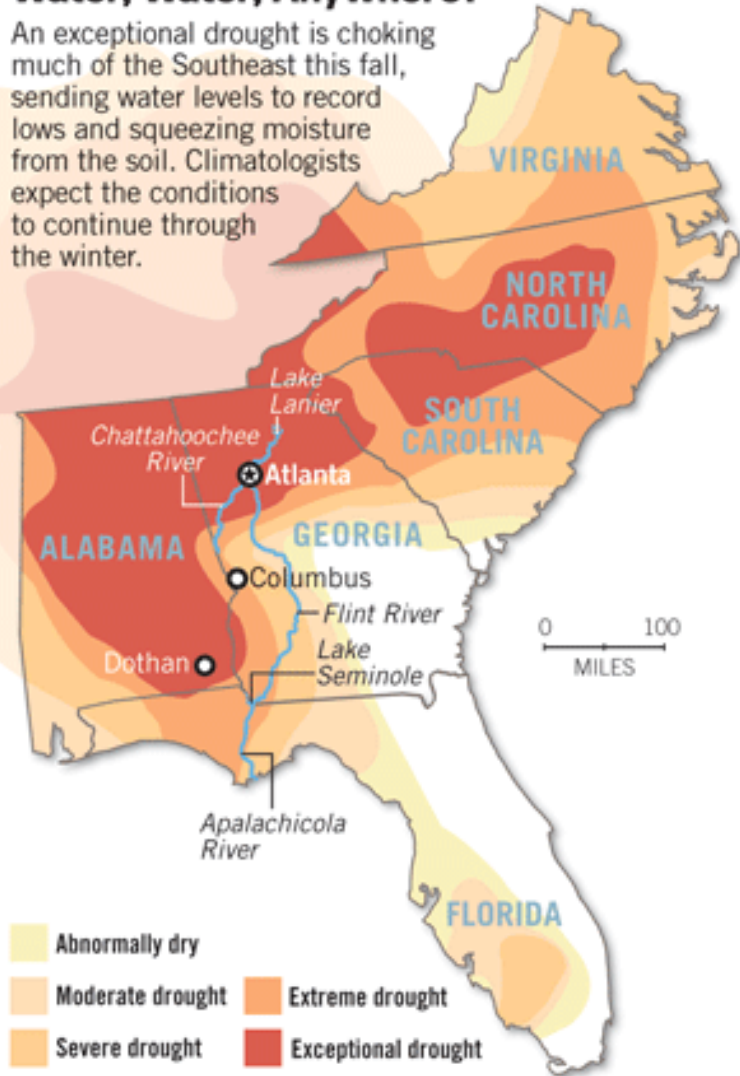 Water, Water, Anywhere?
An exceptional drought is choking
much of the Southeast this fall,
sending water levels to record
lows and squeezing moisture
from the soil. Climatologists
expect the conditions
to continue through
the winter.
VIRGINIA
NORTH
CAROLINA
Lake
Lanier
SOUTH
CAROLINA
Chattahoochee
River
Atlanta
ALABAMA
GEORGIA
Columbus
Flint River
0 100
MILES
Lake
Seminole
Dothan
Apalachicola
River
FLORIDA
Abnormally dry
Moderate drought
Severe drought
Extreme drought
Exceptional drought